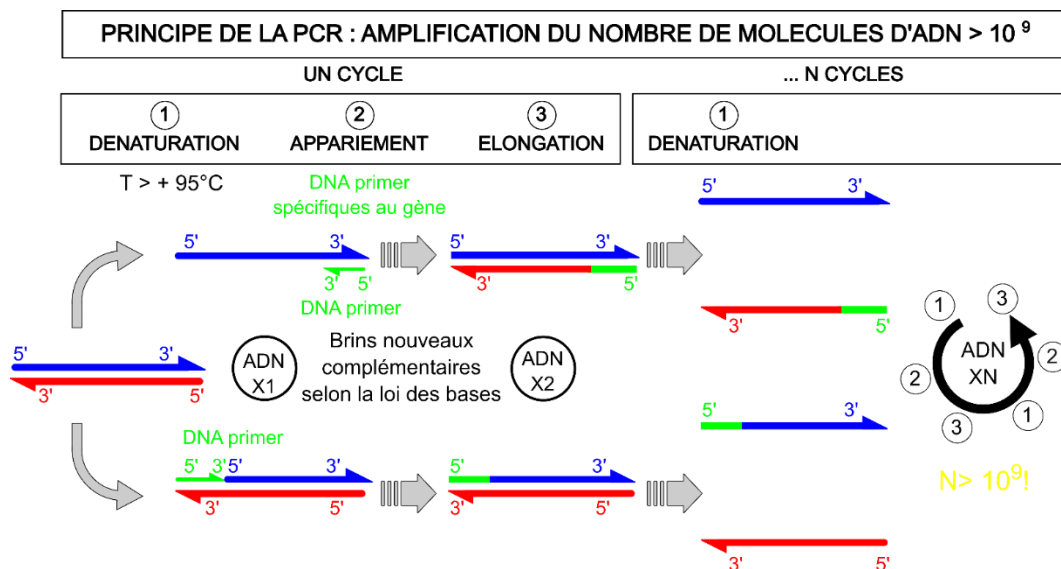 PRINCIPE DE LA PCR : AMPLIFICATION DU NOMBRE DE MOLECULES D'ADN > 10⁹
UN CYCLE
... N CYCLES
1
DENATURATION
2
APPARIEMENT
3
ELONGATION
1
DENATURATION
T > + 95°C
DNA primer
spécifiques au gène
5' 3'
3' 5'
DNA primer
5' 3'
3' 5'
5' 3'
3' 5'
5' 3'
3' 5'
ADN
X1
Brins nouveaux
complémentaires
selon la loi des bases
ADN
X2
1
3
2
2
3
1
ADN
XN
N> 10⁹!
DNA primer
5' 3' 5' 3'
3' 5'
5' 3'
3' 5'
5' 3'
3' 5'